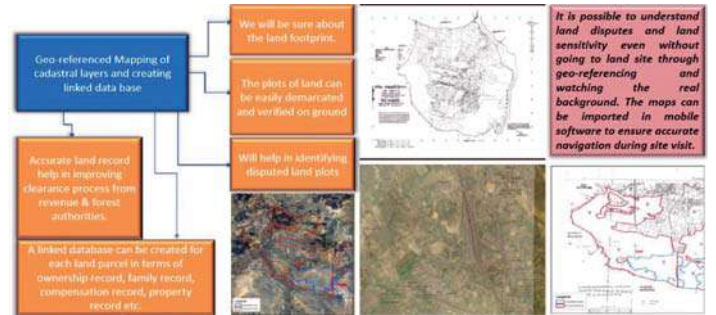 Geo-referenced Mapping of
cadastral layers and creating
linked data base
We will be sure about
the land footprint.
The plots of land can
be easily demarcated
and verified on ground
Will help in identifying
disputed land plots
Accurate land record
help in improving
clearance process from
revenue & forest
authorities.
A linked database can be created for
each land parcel in terms of
ownership record, family record,
compensation record, property
record etc.
It is possible to understand
land disputes and land
sensitivity even without
going to land site through
geo-referencing and
watching the real
background. The maps can
be imported in mobile
software to ensure accurate
navigation during site visit.